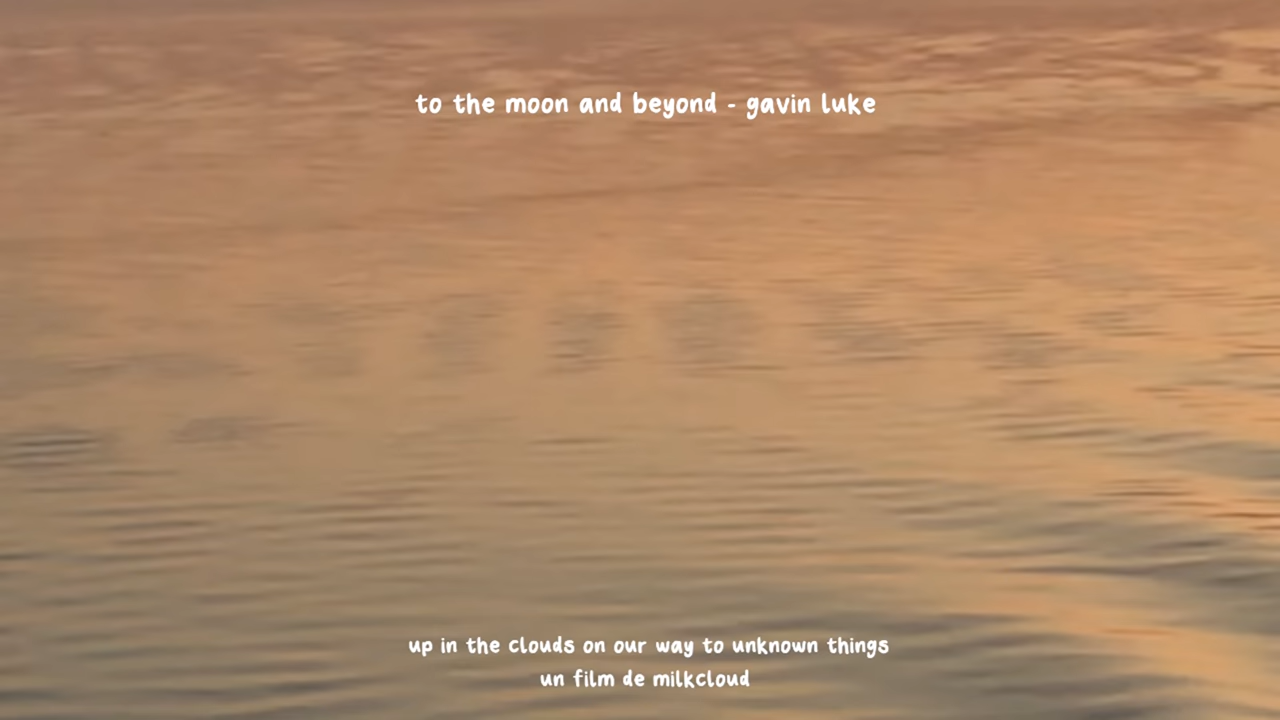 to the moon and beyond - gavin luke
up in the clouds on our way to unknown things
un film de milkcloud